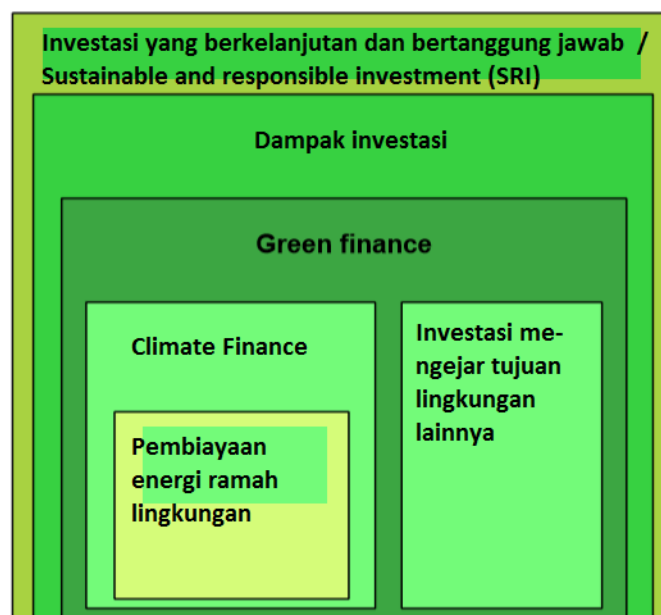 Investasi yang berkelanjutan dan bertanggung jawab /
Sustainable and responsible investment (SRI)
Dampak investasi
Green finance
Climate Finance
Pembiayaan
energi ramah
lingkungan
Investasi me-
ngejar tujuan
lingkungan
lainnya